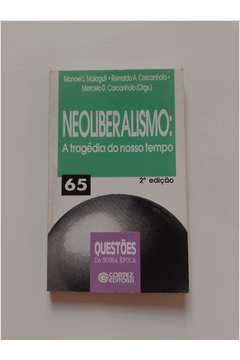 Manoel L. Malaguti • Reinaldo A. Carcanholo
Marcelo D. Carcanholo (Orgs.)
NEOLIBERALISMO:
A tragédia do nosso tempo
65
2ª edição
QUESTÕES
DA NOSSA ÉPOCA
CORTEZ
EDITORA